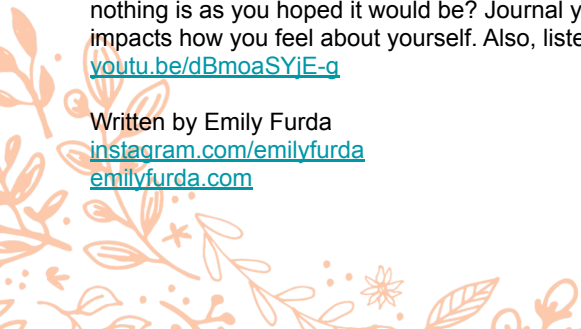 nothing is as you hoped it would be? Journal y
impacts how you feel about yourself. Also, liste
youtu.be/dBmoaSYjE-g
Written by Emily Furda
instagram.com/emilyfurda
emilyfurda.com